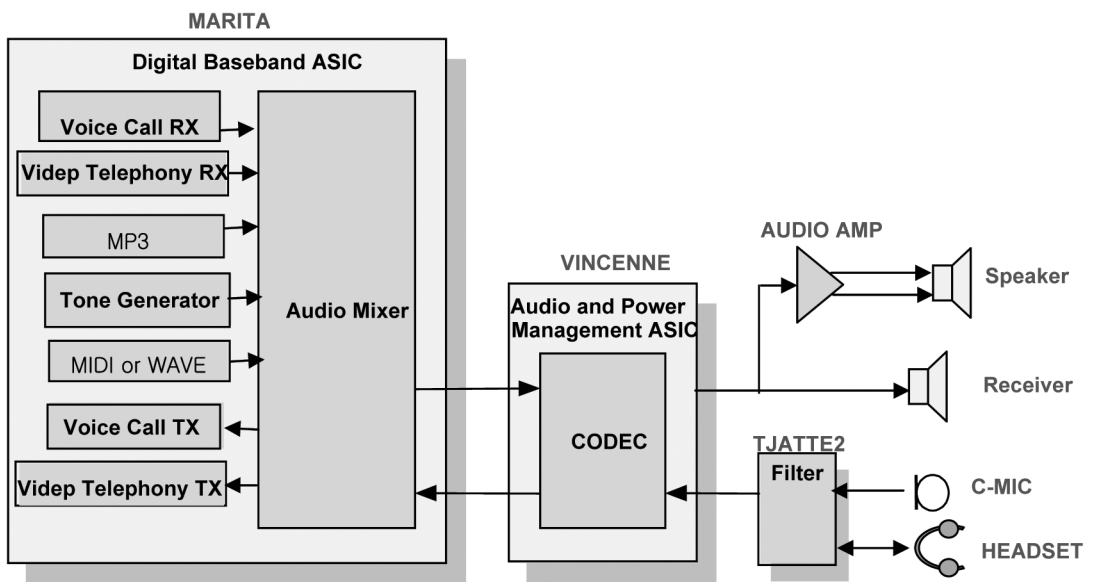 MARITA
Digital Baseband ASIC
Voice Call RX
Videp Telephony RX
MP3
Tone Generator
MIDI or WAVE
Voice Call TX
Videp Telephony TX
Audio Mixer
VINCENNE
Audio and Power
Management ASIC
CODEC
AUDIO AMP
Speaker
Receiver
TJATTE2
Filter
C-MIC
HEADSET